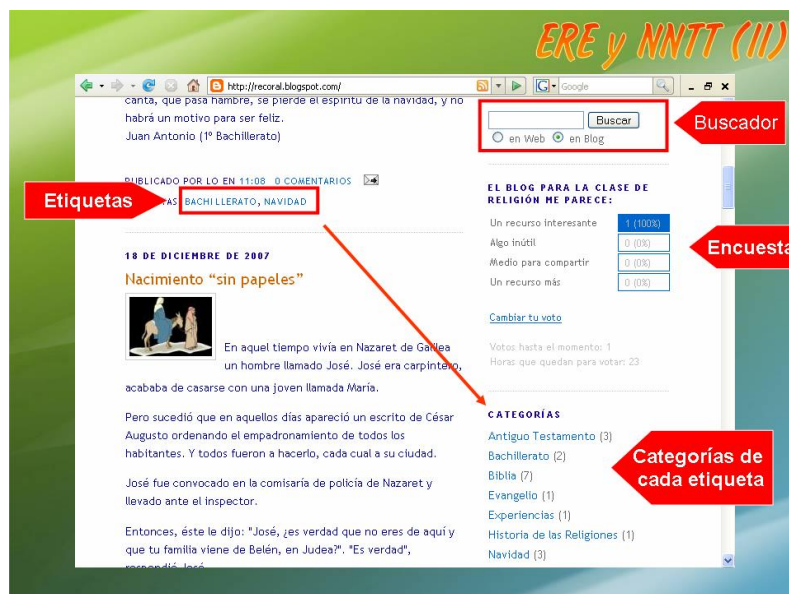 ERE y NNTT (II)
http://recoral.blogspot.com/
Google
canta, que pasa hambre, se pierde el espíritu de la navidad, y no
habrá un motivo para ser feliz.
Juan Antonio (1º Bachillerato)
PUBLICADO POR LO EN 11:08 0 COMENTARIOS
Etiquetas
AS BACHILLERATO, NAVIDAD
18 DE DICIEMBRE DE 2007
Nacimiento “sin papeles”
En aquel tiempo vivía en Nazaret de Galilea
un hombre llamado José. José era carpintero,
acababa de casarse con una joven llamada María.
Pero sucedió que en aquellos días apareció un escrito de César
Augusto ordenando el empadronamiento de todos los
habitantes. Y todos fueron a hacerlo, cada cual a su ciudad.
José fue convocado en la comisaría de policía de Nazaret y
llevado ante el inspector.
Entonces, éste le dijo: "José, ¿es verdad que no eres de aquí y
que tu familia viene de Belén, en Judea?". "Es verdad",
respondió José
Buscar
en Web en Blog
Buscador
EL BLOG PARA LA CLASE DE
RELIGIÓN ME PARECE:
Un recurso interesante 1 (100%)
Algo inútil 0 (0%)
Medio para compartir 0 (0%)
Un recurso más 0 (0%)
Encuesta
Cambiar tu voto
Votos hasta el momento: 1
Horas que quedan para votar: 23
CATEGORÍAS
Antiguo Testamento (3)
Bachillerato (2)
Biblia (7)
Evangelio (1)
Experiencias (1)
Historia de las Religiones (1)
Navidad (3)
Categorías de
cada etiqueta